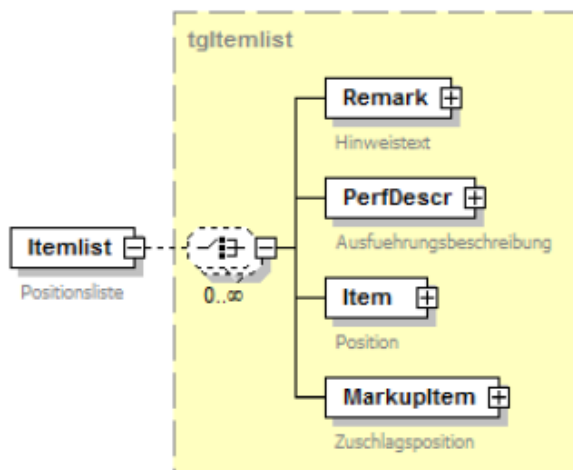 tgItemlist
Remark
Hinweistext
PerfDescr
Ausfuehrungsbeschreibung
Itemlist
Positionsliste
0..∞
Item
Position
MarkupItem
Zuschlagsposition